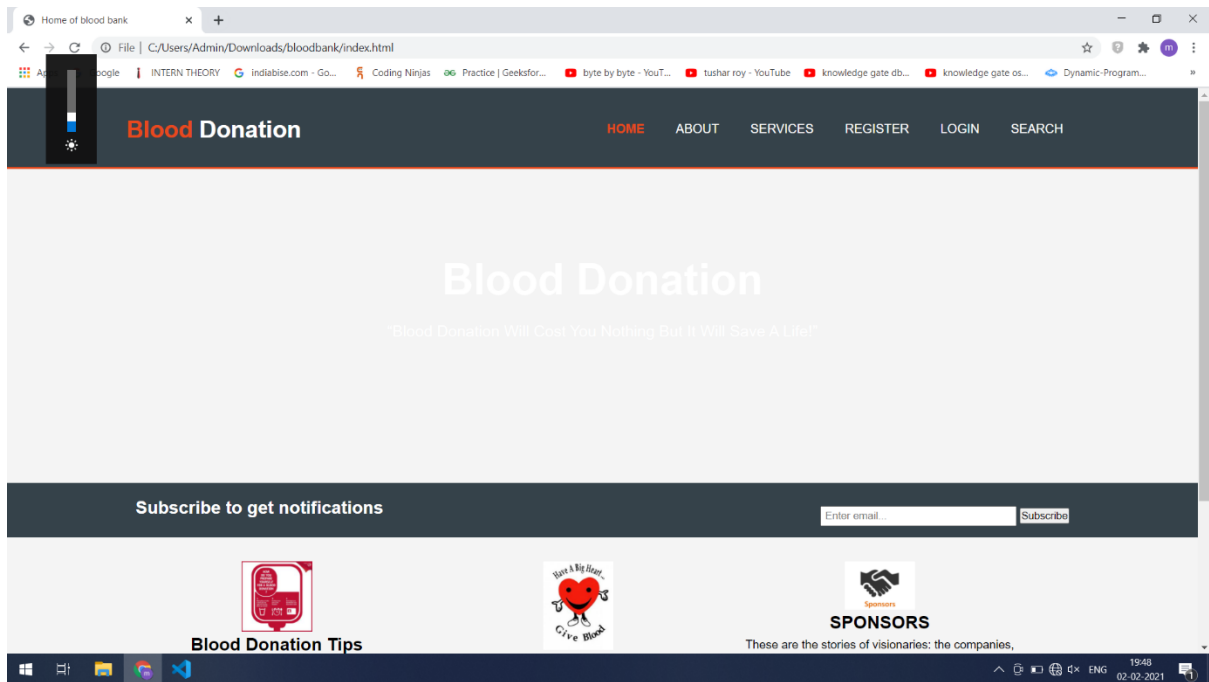 Home of blood bank
File | C:/Users/Admin/Downloads/bloodbank/index.html
m
oogle INTERN THEORY indiabise.com - Go... Coding Ninjas Practice | Geeksfor... byte by byte - YouT... tushar roy - YouTube knowledge gate db... knowledge gate os... Dynamic-Program... »
Blood Donation HOME ABOUT SERVICES REGISTER LOGIN SEARCH
Blood Donation
"Blood Donation Will Cost You Nothing But It Will Save A Life!"
Subscribe to get notifications Enter email... Subscribe
Have A Big Heart...
Give Blood
Sponsors
Blood Donation Tips
SPONSORS
These are the stories of visionaries: the companies,
ENG 19:48
02-02-2021